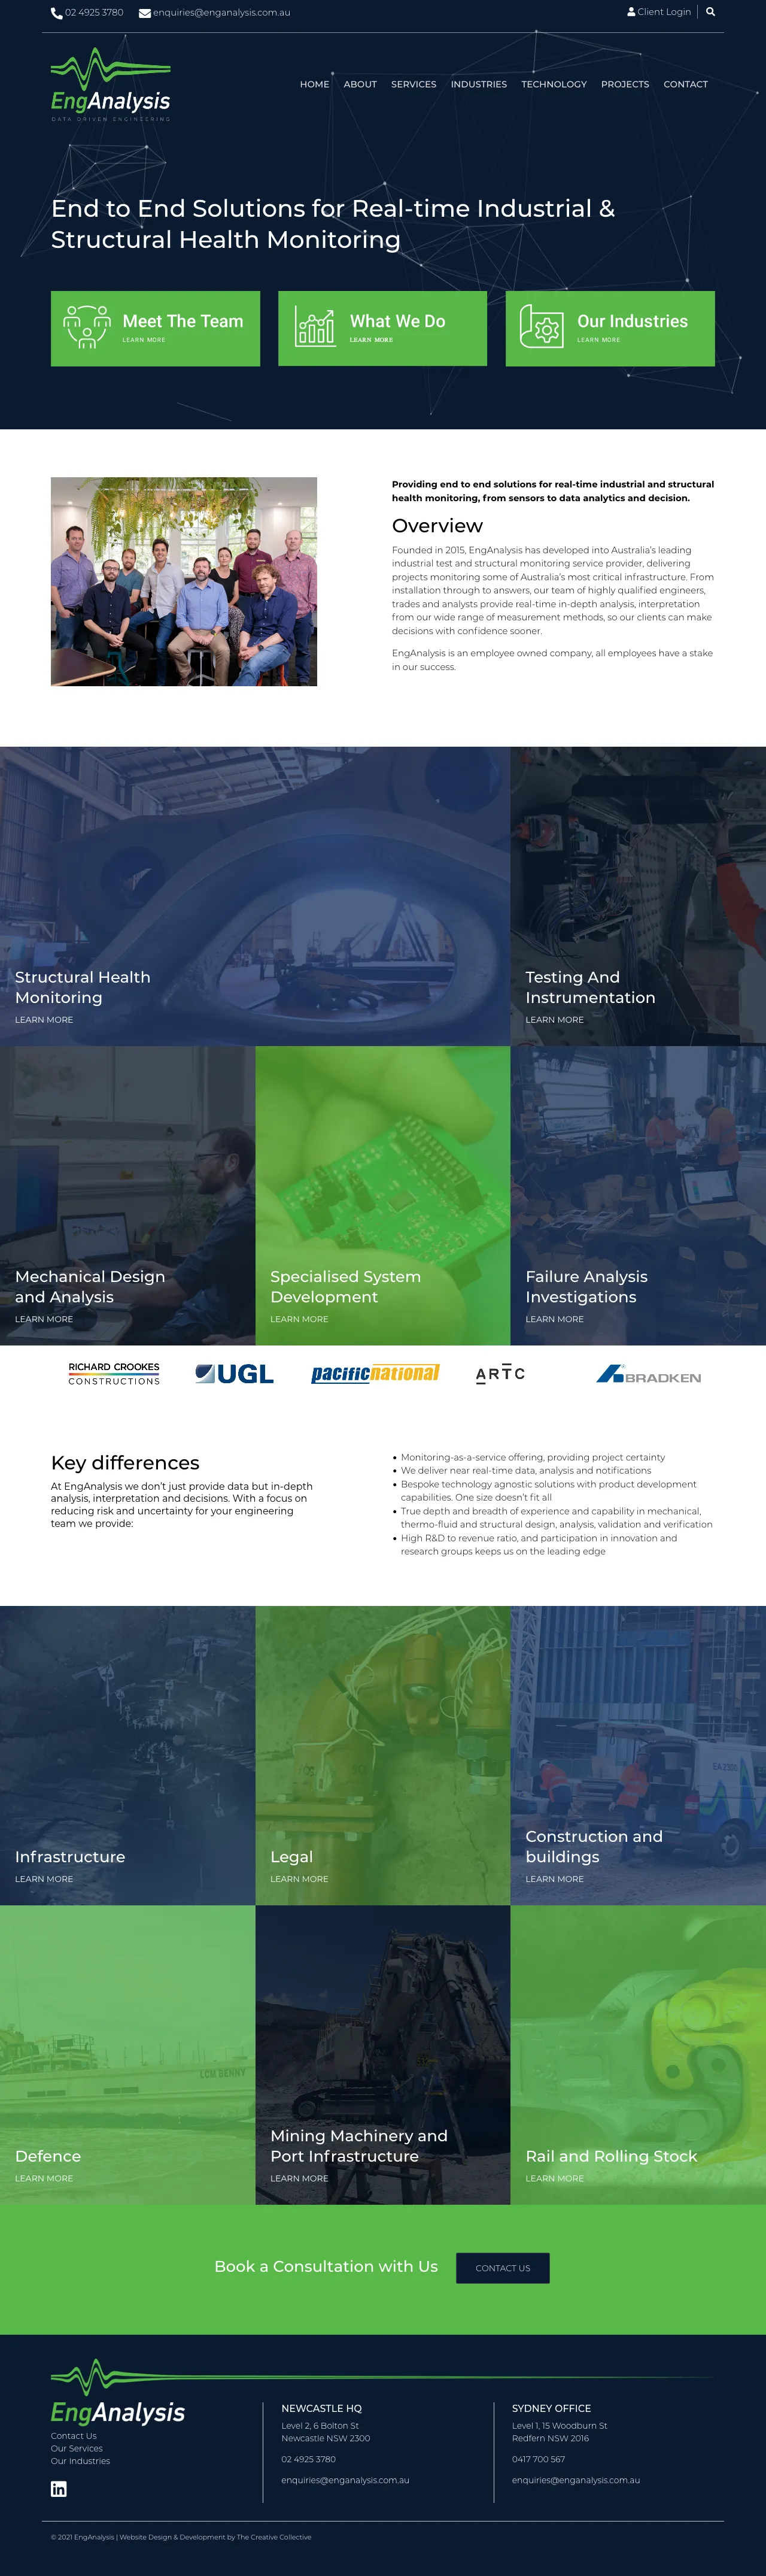 02 4925 3780
enquiries@enganalysis.com.au
Client Login
EngAnalysis
DATA DRIVEN ENGINEERING
HOME
ABOUT
SERVICES
INDUSTRIES
TECHNOLOGY
PROJECTS
CONTACT
End to End Solutions for Real-time Industrial &
Structural Health Monitoring
Meet The Team
LEARN MORE
What We Do
LEARN MORE
Our Industries
LEARN MORE
Providing end to end solutions for real-time industrial and structural
health monitoring, from sensors to data analytics and decision.
Overview
Founded in 2015, EngAnalysis has developed into Australia’s leading
industrial test and structural monitoring service provider, delivering
projects monitoring some of Australia’s most critical infrastructure. From
installation through to answers, our team of highly qualified engineers,
trades and analysts provide real-time in-depth analysis, interpretation
from our wide range of measurement methods, so our clients can make
decisions with confidence sooner.
EngAnalysis is an employee owned company, all employees have a stake
in our success.
Structural Health
Monitoring
LEARN MORE
Testing And
Instrumentation
LEARN MORE
Mechanical Design
and Analysis
LEARN MORE
Specialised System
Development
LEARN MORE
Failure Analysis
Investigations
LEARN MORE
RICHARD CROOKES
CONSTRUCTIONS
UGL
pacificnational
ARTC
BRADKEN
Key differences
At EngAnalysis we don’t just provide data but in-depth
analysis, interpretation and decisions. With a focus on
reducing risk and uncertainty for your engineering
team we provide:
• Monitoring-as-a-service offering, providing project certainty
• We deliver near real-time data, analysis and notifications
• Bespoke technology agnostic solutions with product development
capabilities. One size doesn’t fit all
• True depth and breadth of experience and capability in mechanical,
thermo-fluid and structural design, analysis, validation and verification
• High R&D to revenue ratio, and participation in innovation and
research groups keeps us on the leading edge
Infrastructure
LEARN MORE
Legal
LEARN MORE
EA 2306
Construction and
buildings
LEARN MORE
LCM DENNY
Defence
LEARN MORE
Mining Machinery and
Port Infrastructure
LEARN MORE
Rail and Rolling Stock
LEARN MORE
Book a Consultation with Us
CONTACT US
EngAnalysis
Contact Us
Our Services
Our Industries
in
NEWCASTLE HQ
Level 2, 6 Bolton St
Newcastle NSW 2300
02 4925 3780
enquiries@enganalysis.com.au
SYDNEY OFFICE
Level 1, 15 Woodburn St
Redfern NSW 2016
0417 700 567
enquiries@enganalysis.com.au
© 2021 EngAnalysis | Website Design & Development by The Creative Collective